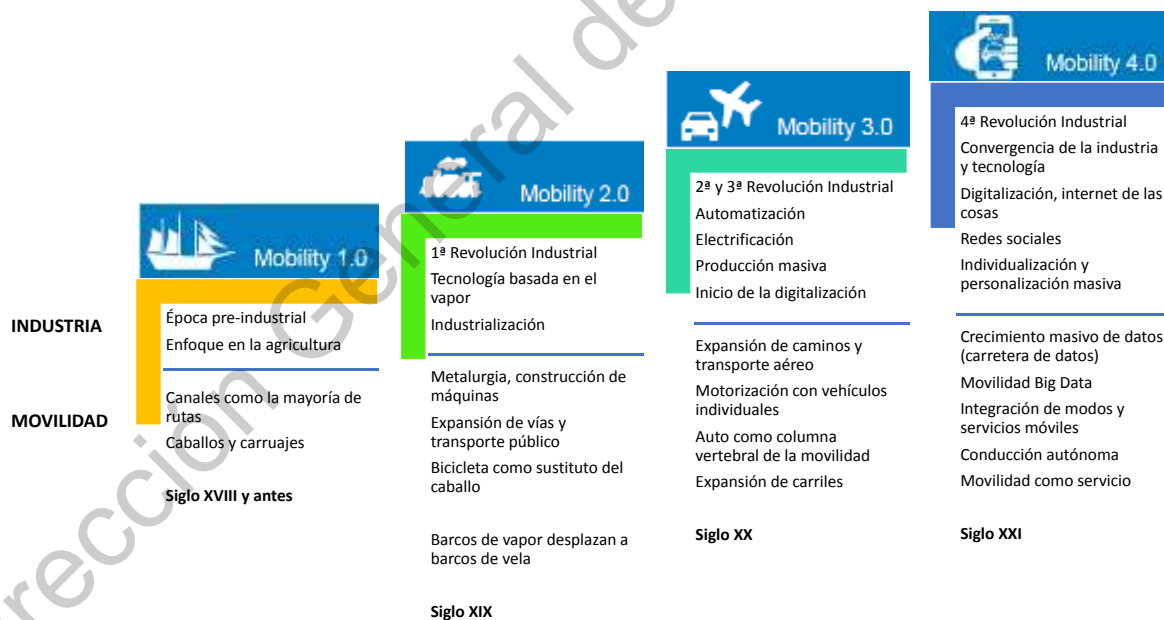 INDUSTRIA
MOVILIDAD
Mobility 1.0
Época pre-industrial
Enfoque en la agricultura
Canales como la mayoría de
rutas
Caballos y carruajes
Siglo XVIII y antes
Mobility 2.0
1ª Revolución Industrial
Tecnología basada en el
vapor
Industrialización
Metalurgia, construcción de
máquinas
Expansión de vías y
transporte público
Bicicleta como sustituto del
caballo
Barcos de vapor desplazan a
barcos de vela
Siglo XIX
Mobility 3.0
2ª y 3ª Revolución Industrial
Automatización
Electrificación
Producción masiva
Inicio de la digitalización
Expansión de caminos y
transporte aéreo
Motorización con vehículos
individuales
Auto como columna
vertebral de la movilidad
Expansión de carriles
Siglo XX
Mobility 4.0
4ª Revolución Industrial
Convergencia de la industria
y tecnología
Digitalización, internet de las
cosas
Redes sociales
Individualización y
personalización masiva
Crecimiento masivo de datos
(carretera de datos)
Movilidad Big Data
Integración de modos y
servicios móviles
Conducción autónoma
Movilidad como servicio
Siglo XXI
rección General de